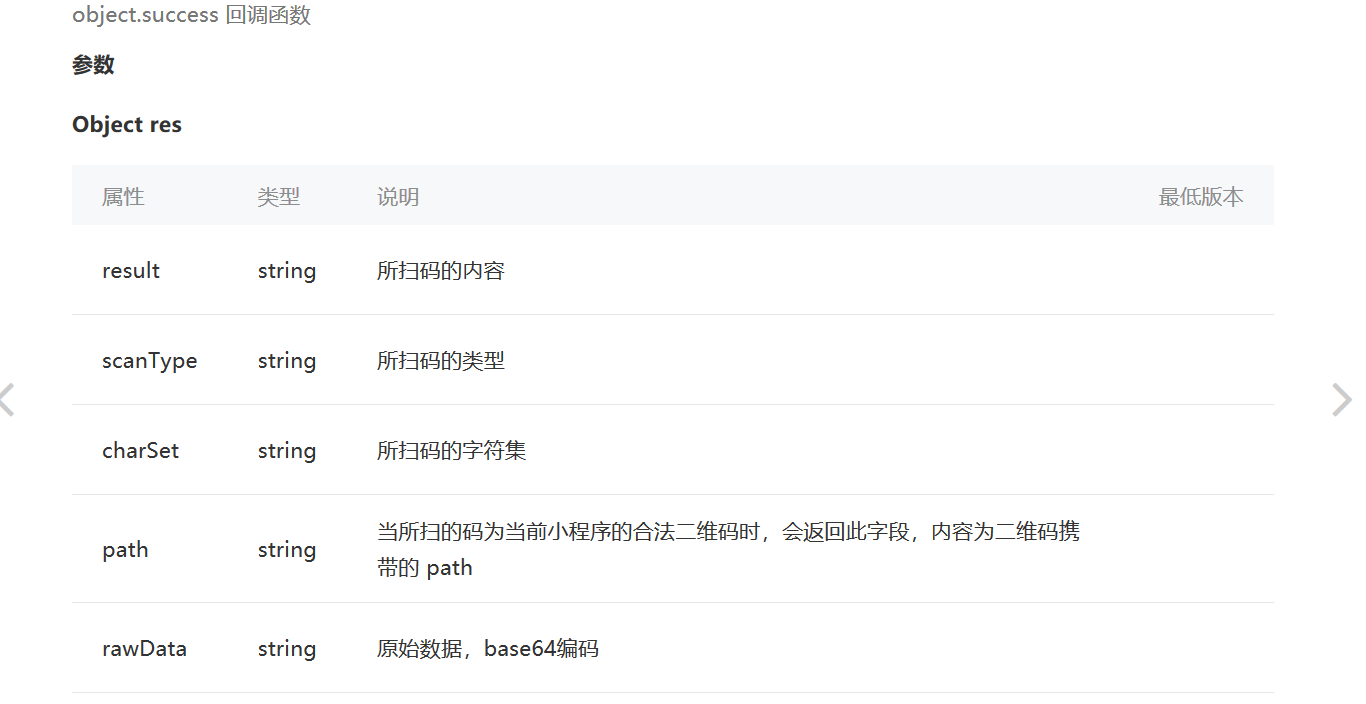 object.success 回调函数
参数
Object res
属性 类型 说明 最低版本
result string 所扫码的内容
scanType string 所扫码的类型
charSet string 所扫码的字符集
path string 当所扫的码为当前小程序的合法二维码时，会返回此字段，内容为二维码携
带的 path
rawData string 原始数据，base64编码